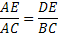 AE/AC = DE/BC